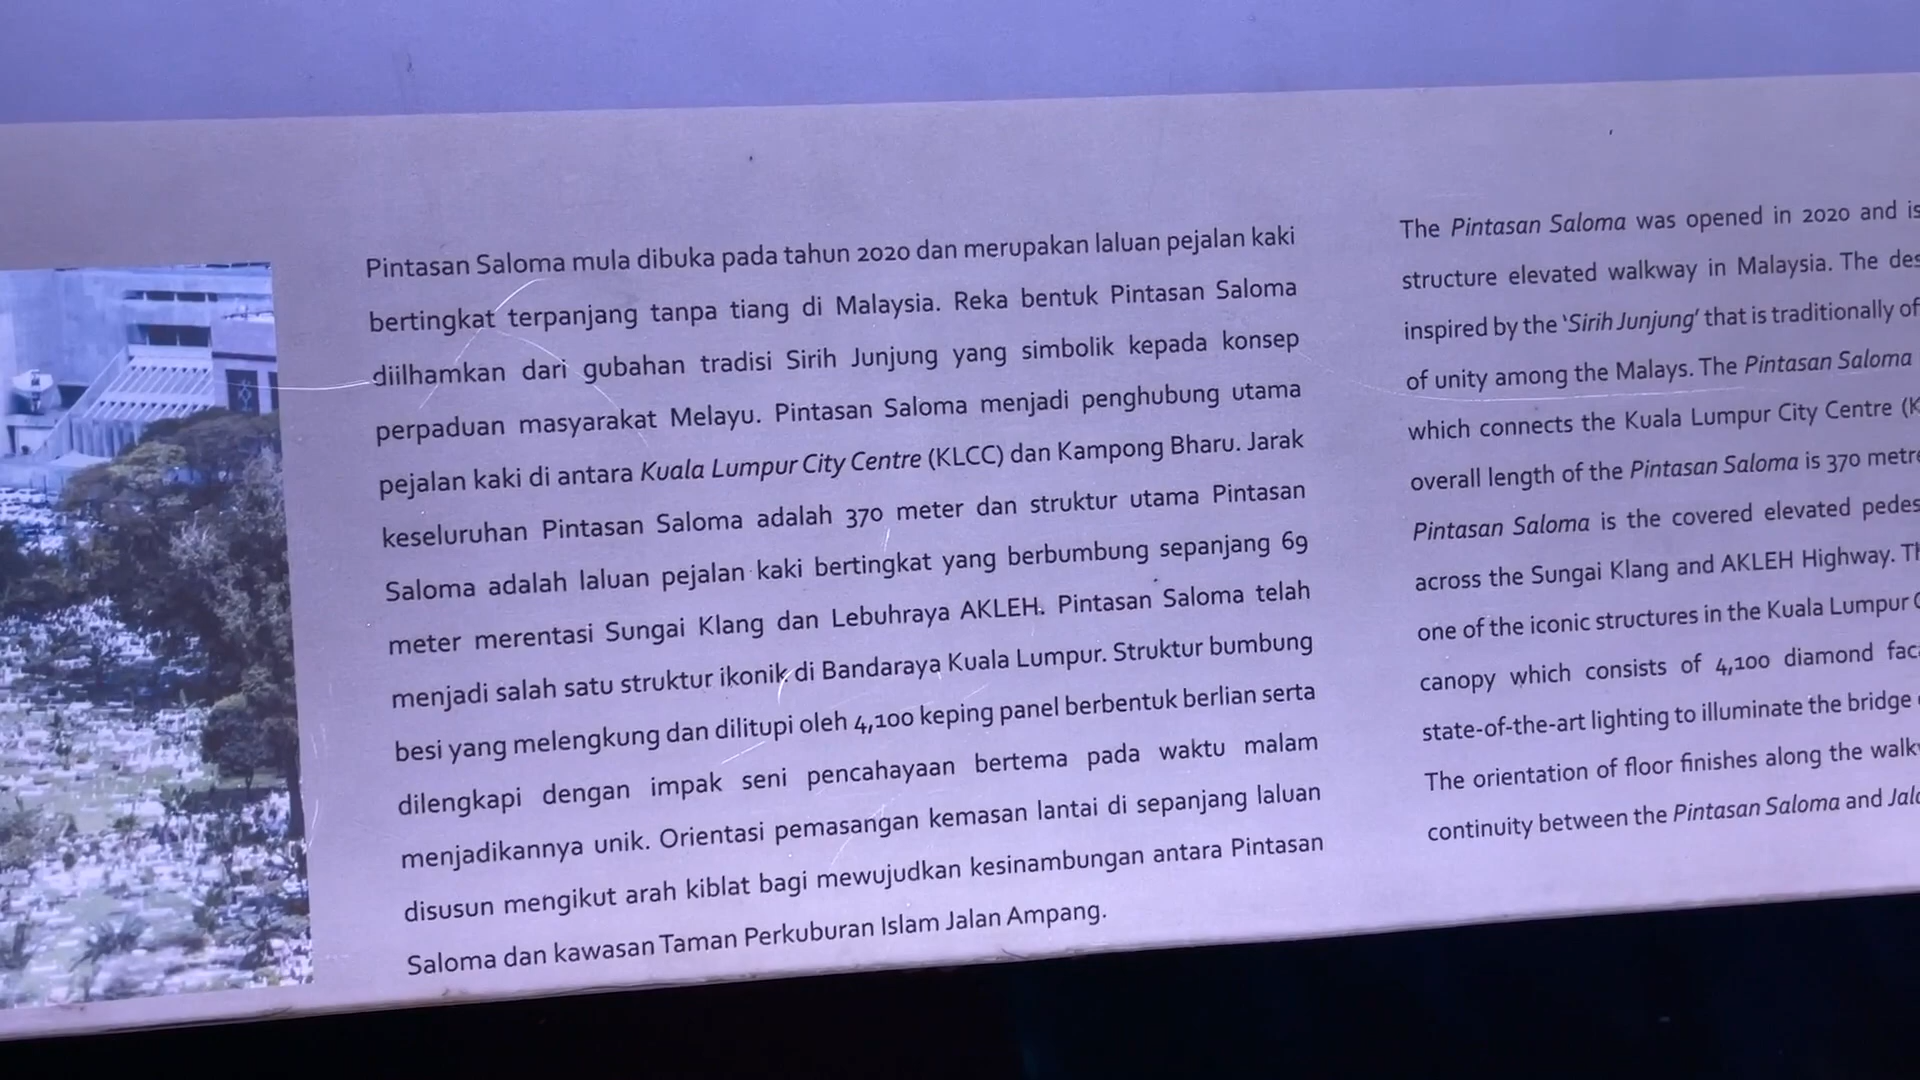 Pintasan Saloma mula dibuka pada tahun 2020 dan merupakan laluan pejalan kaki
bertingkat terpanjang tanpa tiang di Malaysia. Reka bentuk Pintasan Saloma
diilhamkan dari gubahan tradisi Sirih Junjung yang simbolik kepada konsep
perpaduan masyarakat Melayu. Pintasan Saloma menjadi penghubung utama
pejalan kaki di antara Kuala Lumpur City Centre (KLCC) dan Kampong Bharu. Jarak
keseluruhan Pintasan Saloma adalah 370 meter dan struktur utama Pintasan
Saloma adalah laluan pejalan kaki bertingkat yang berbumbung sepanjang 69
meter merentasi Sungai Klang dan Lebuhraya AKLEH. Pintasan Saloma telah
menjadi salah satu struktur ikonik di Bandaraya Kuala Lumpur. Struktur bumbung
besi yang melengkung dan dilitupi oleh 4,100 keping panel berbentuk berlian serta
dilengkapi dengan impak seni pencahayaan bertema pada waktu malam
menjadikannya unik. Orientasi pemasangan kemasan lantai di sepanjang laluan
disusun mengikut arah kiblat bagi mewujudkan kesinambungan antara Pintasan
Saloma dan kawasan Taman Perkuburan Islam Jalan Ampang.
The Pintasan Saloma was opened in 2020 and is
structure elevated walkway in Malaysia. The
inspired by the 'Sirih Junjung' that is traditionally
of unity among the Malays. The Pintasan Saloma
which connects the Kuala Lumpur City Centre
overall length of the Pintasan Saloma is 370
Pintasan Saloma is the covered elevated
across the Sungai Klang and AKLEH Highway.
one of the iconic structures in the Kuala Lumpur
canopy which consists of 4,100 diamond
state-of-the-art lighting to illuminate the bridge
The orientation of floor finishes along the
continuity between the Pintasan Saloma and